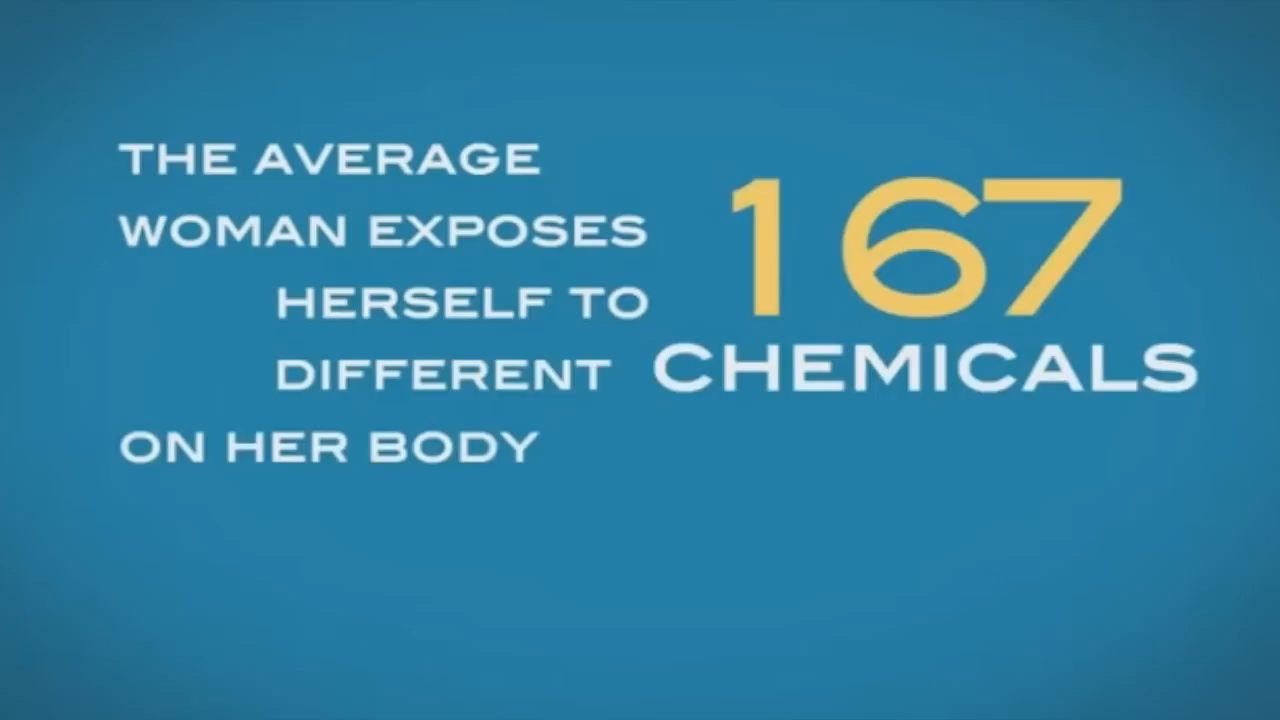 THE AVERAGE
WOMAN EXPOSES
HERSELF TO 167
DIFFERENT CHEMICALS
ON HER BODY